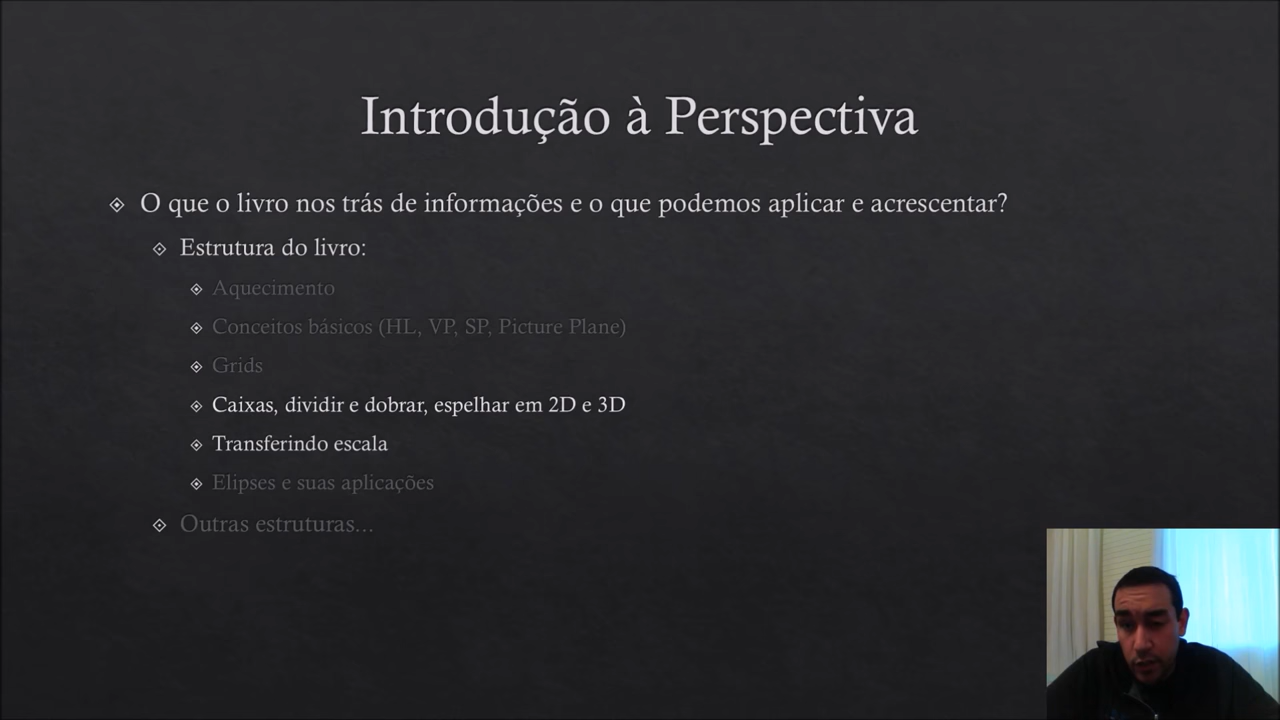 Introdução à Perspectiva
O que o livro nos trás de informações e o que podemos aplicar e acrescentar?
Estrutura do livro:
Aquecimento
Conceitos básicos (HL, VP, SP, Picture Plane)
Grids
Caixas, dividir e dobrar, espelhar em 2D e 3D
Transferindo escala
Elipses e suas aplicações
Outras estruturas...